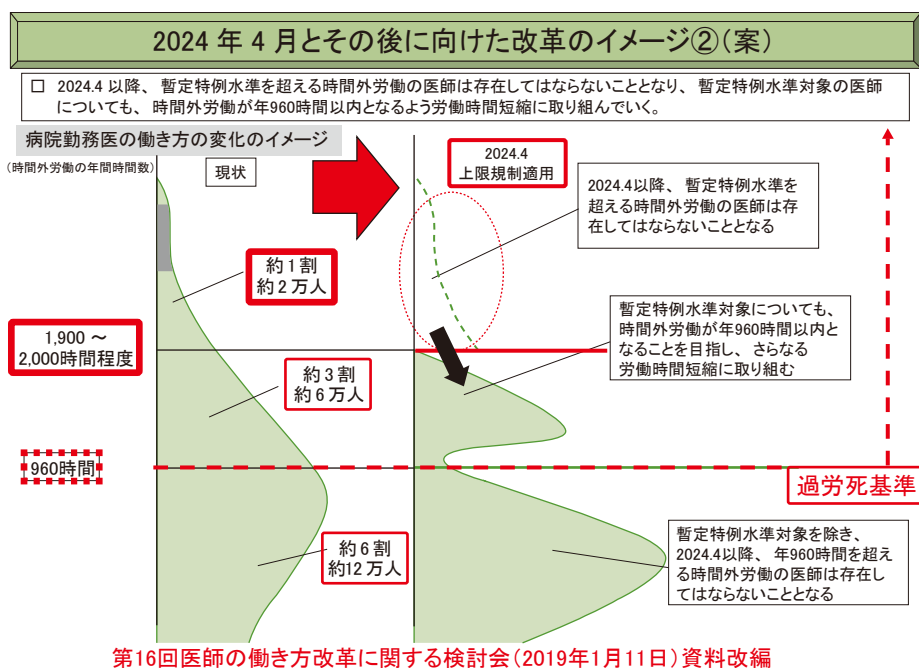 2024年4月とその後に向けた改革のイメージ②(案)
□ 2024.4以降、暫定特例水準を超える時間外労働の医師は存在してはならないこととなり、暫定特例水準対象の医師
についても、時間外労働が年960時間以内となるよう労働時間短縮に取り組んでいく。
病院勤務医の働き方の変化のイメージ
(時間外労働の年間時間数)
現状
2024.4
上限規制適用
2024.4以降、暫定特例水準を
超える時間外労働の医師は存
在してはならないこととなる
約1割
約2万人
暫定特例水準対象についても、
時間外労働が年960時間以内と
なることを目指し、さらなる
労働時間短縮に取り組む
1,900～
2,000時間程度
約3割
約6万人
960時間
過労死基準
約6割
約12万人
暫定特例水準対象を除き、
2024.4以降、年960時間を超え
る時間外労働の医師は存在し
てはならないこととなる
第16回医師の働き方改革に関する検討会(2019年1月11日)資料改編